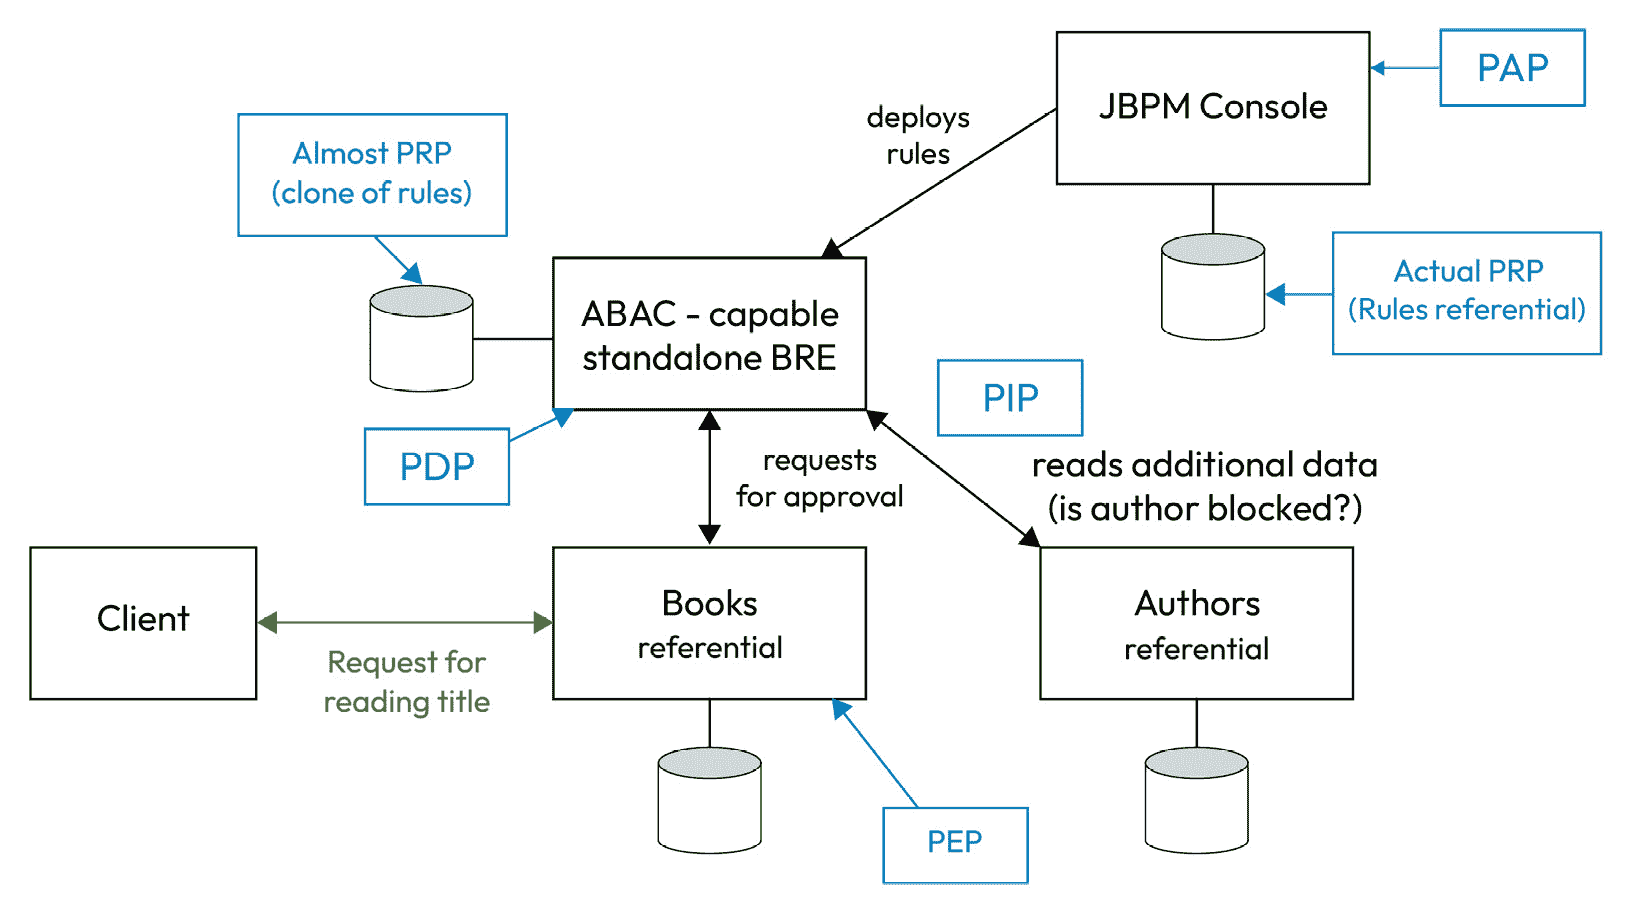 PAP
JBPM Console
deploys
rules
Almost PRP
(clone of rules)
Actual PRP
(Rules referential)
ABAC - capable
standalone BRE
PIP
PDP
requests
for approval
reads additional data
(is author blocked?)
Client
Request for
reading title
Books
referential
Authors
referential
PEP